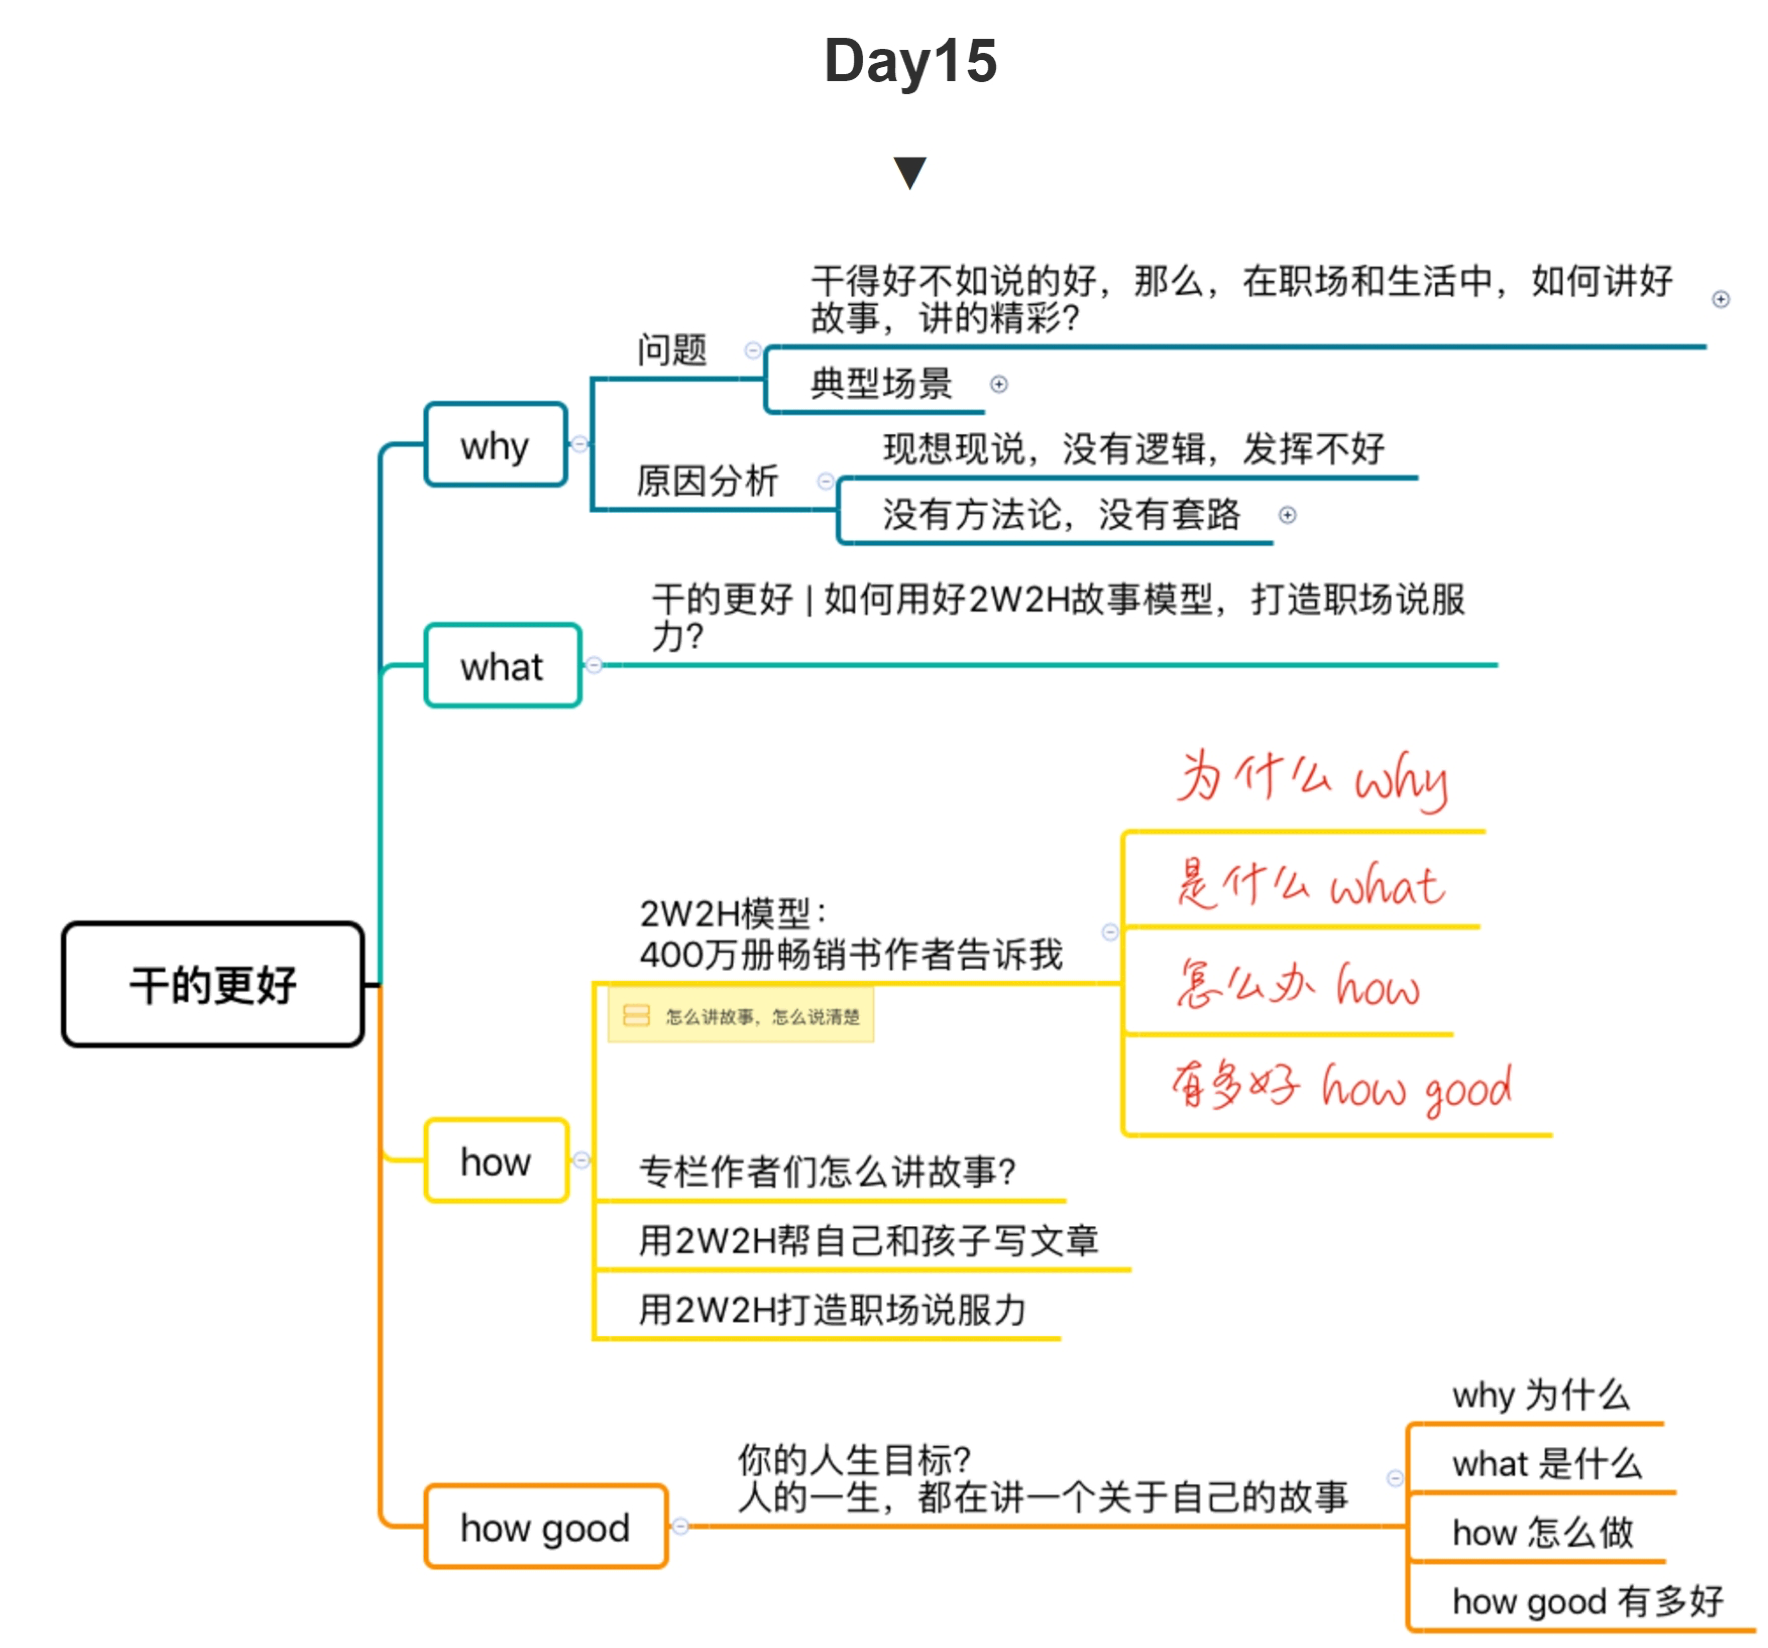 Day15
干的更好
why
问题
干得好不如说的好，那么，在职场和生活中，如何讲好
故事，讲的精彩？
典型场景
原因分析
现想现说，没有逻辑，发挥不好
没有方法论，没有套路
what
干的更好 | 如何用好2W2H故事模型，打造职场说服
力？
how
2W2H模型：
400万册畅销书作者告诉我
怎么讲故事，怎么说清楚
为什么 why
是什么 what
怎么办 how
有多好 how good
专栏作者们怎么讲故事？
用2W2H帮自己和孩子写文章
用2W2H打造职场说服力
how good
你的人生目标？
人的一生，都在讲一个关于自己的故事
why 为什么
what 是什么
how 怎么做
how good 有多好